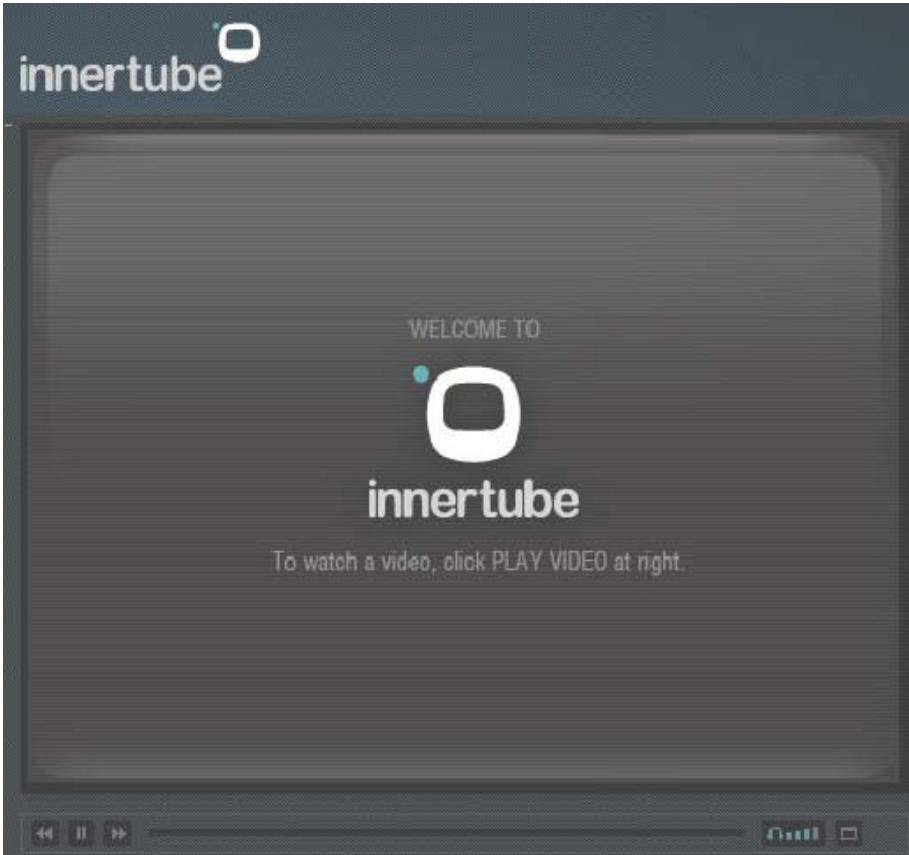 innertube
WELCOME TO
innertube
To watch a video, click PLAY VIDEO at right.